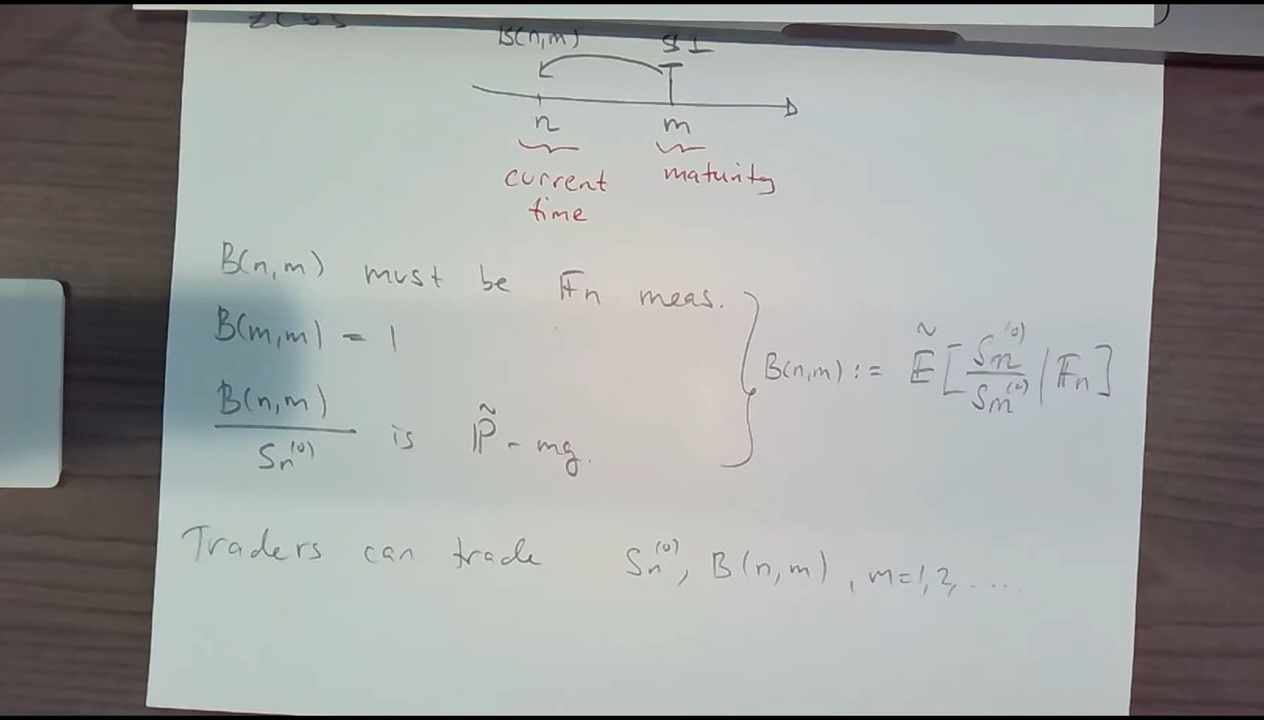 ZCBs
B(n,m) $1
n m
current maturity
time
B(n,m) must be 𝔽n meas.
B(m,m) = 1
B(n,m) / Sn^(0) is P̃ - mg.
B(n,m) := Ẽ[ Sn^(0) / Sm^(0) | 𝔽n ]
Traders can trade Sn^(0), B(n,m), m=1,2,....